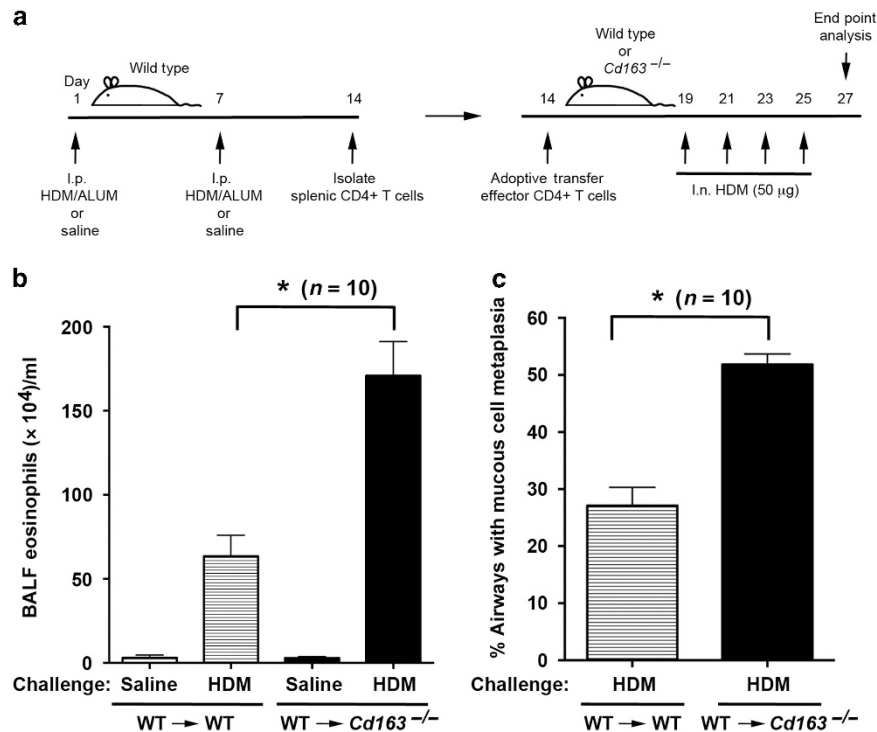 a
Day
Wild type
1
7
14
I.p.
HDM/ALUM
or
saline
I.p.
HDM/ALUM
or
saline
Isolate
splenic CD4+ T cells
Wild type
or
Cd163 –/–
End point
analysis
14
19
21
23
25
27
Adoptive transfer
effector CD4+ T cells
I.n. HDM (50 μg)
b
* (n = 10)
BALF eosinophils (× 10⁴)/ml
200
150
100
50
0
Challenge: Saline HDM Saline HDM
WT → WT WT → Cd163 –/–
c
* (n = 10)
% Airways with mucous cell metaplasia
60
50
40
30
20
10
0
Challenge: HDM HDM
WT → WT WT → Cd163 –/–